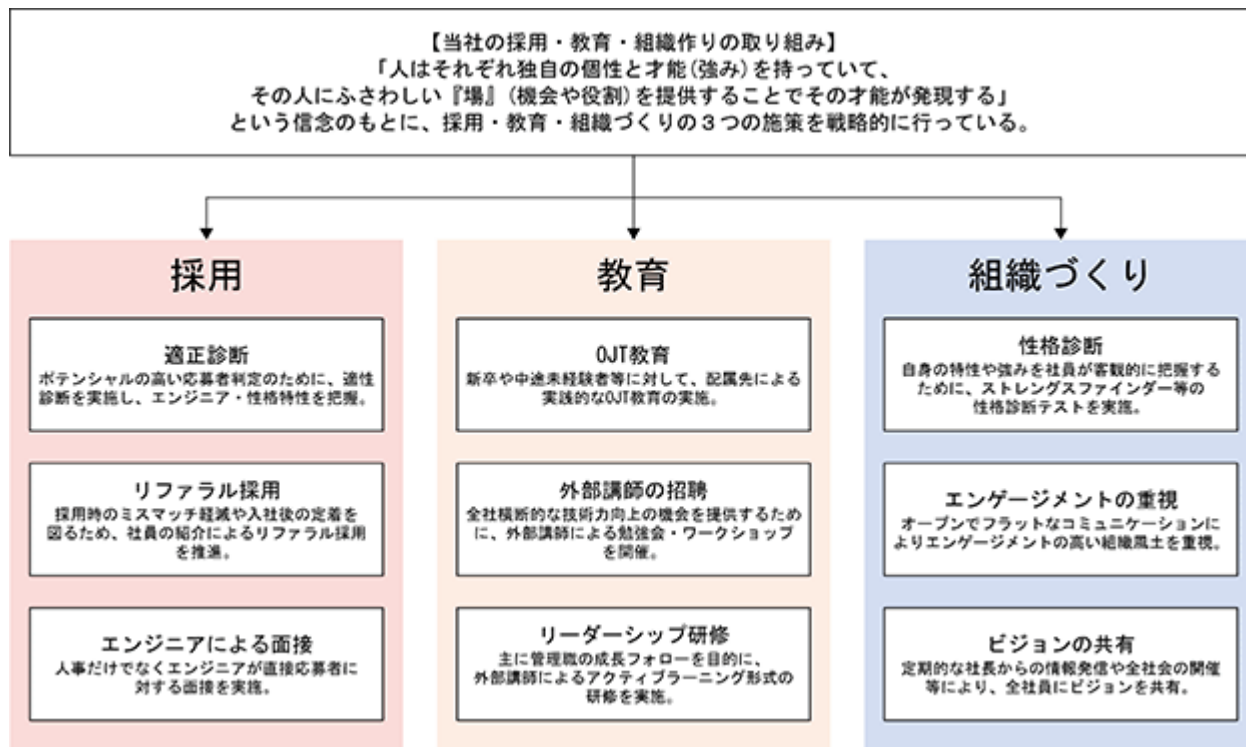 【当社の採用・教育・組織作りの取り組み】
「人はそれぞれ独自の個性と才能(強み)を持っていて、
その人にふさわしい『場』(機会や役割)を提供することでその才能が発現する」
という信念のもとに、採用・教育・組織づくりの３つの施策を戦略的に行っている。
採用
適正診断
ポテンシャルの高い応募者判定のために、適性
診断を実施し、エンジニア・性格特性を把握。
リファラル採用
採用時のミスマッチ軽減や入社後の定着を
図るため、社員の紹介によるリファラル採用
を推進。
エンジニアによる面接
人事だけでなくエンジニアが直接応募者に
対する面接を実施。
教育
OJT教育
新卒や中途未経験者等に対して、配属先による
実践的なOJT教育の実施。
外部講師の招聘
全社横断的な技術力向上の機会を提供するため
に、外部講師による勉強会・ワークショップ
を開催。
リーダーシップ研修
主に管理職の成長フォローを目的に、
外部講師によるアクティブラーニング形式の
研修を実施。
組織づくり
性格診断
自身の特性や強みを社員が客観的に把握する
ために、ストレングスファインダー等の
性格診断テストを実施。
エンゲージメントの重視
オープンでフラットなコミュニケーションに
よりエンゲージメントの高い組織風土を重視。
ビジョンの共有
定期的な社長からの情報発信や全社会の開催
等により、全社員にビジョンを共有。